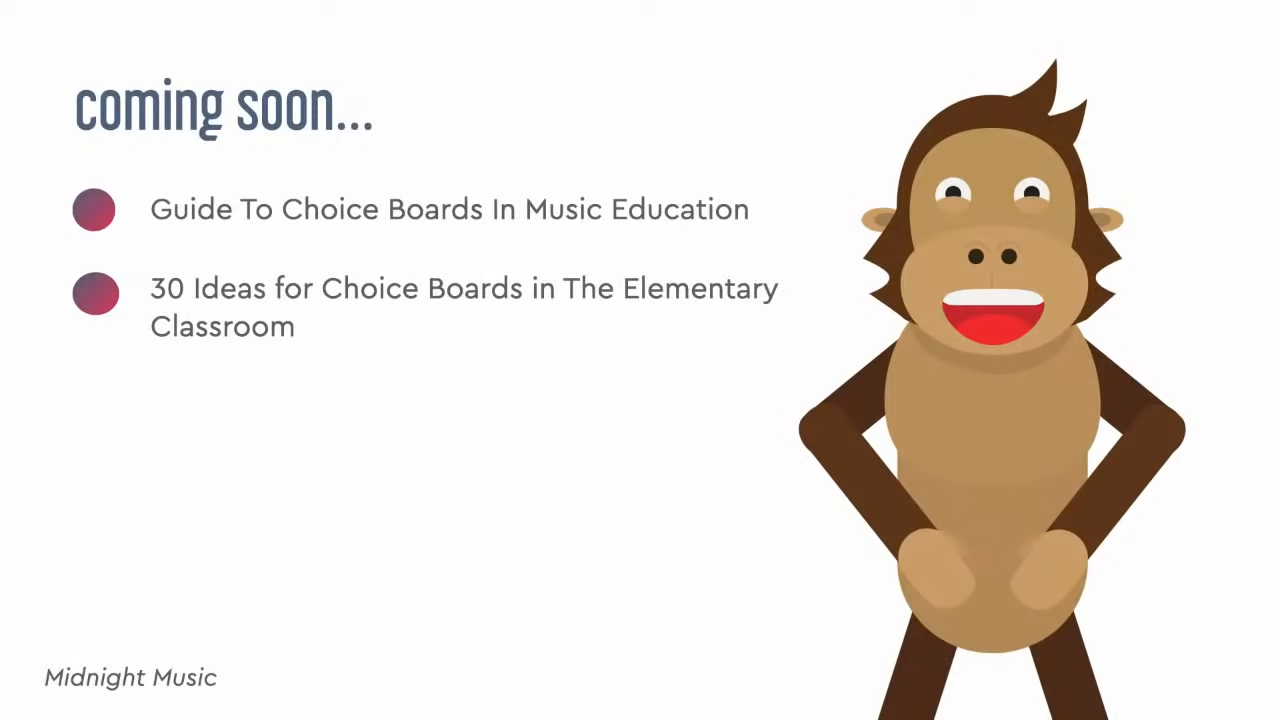 coming soon...
Guide To Choice Boards In Music Education
30 Ideas for Choice Boards in The Elementary
Classroom
Midnight Music